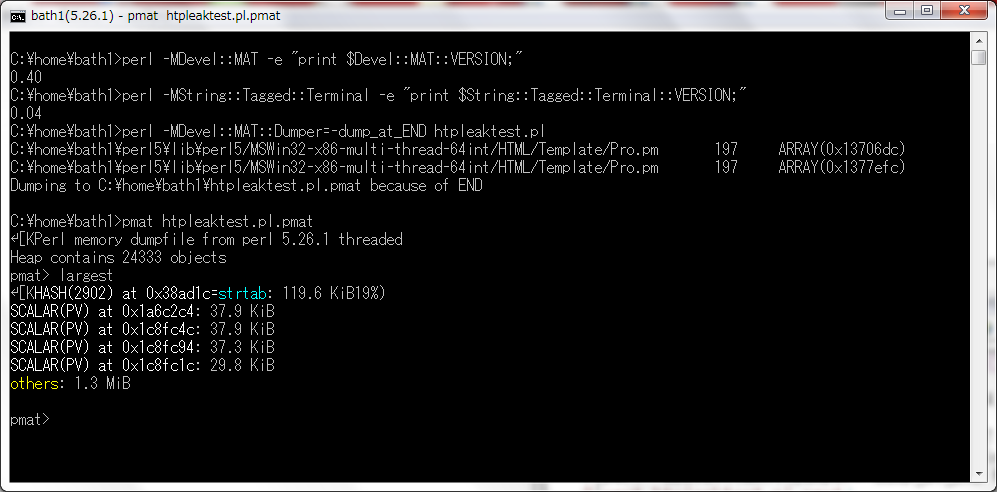 bath1(5.26.1) - pmat  htpleaktest.pl.pmat
C:¥home¥bath1>perl -MDevel::MAT -e "print $Devel::MAT::VERSION;"
0.40
C:¥home¥bath1>perl -MString::Tagged::Terminal -e "print $String::Tagged::Terminal::VERSION;"
0.04
C:¥home¥bath1>perl -MDevel::MAT::Dumper=-dump_at_END htpleaktest.pl
C:¥home¥bath1¥perl5¥lib¥perl5/MSWin32-x86-multi-thread-64int/HTML/Template/Pro.pm      197     ARRAY(0x13706dc)
C:¥home¥bath1¥perl5¥lib¥perl5/MSWin32-x86-multi-thread-64int/HTML/Template/Pro.pm      197     ARRAY(0x1377efc)
Dumping to C:¥home¥bath1¥htpleaktest.pl.pmat because of END
C:¥home¥bath1>pmat htpleaktest.pl.pmat
↲[KPerl memory dumpfile from perl 5.26.1 threaded
Heap contains 24333 objects
pmat> largest
↲[KHASH(2902) at 0x38ad1c=strtab: 119.6 KiB19%)
SCALAR(PV) at 0x1a6c2c4: 37.9 KiB
SCALAR(PV) at 0x1c8fc4c: 37.3 KiB
SCALAR(PV) at 0x1c8fc94: 37.3 KiB
SCALAR(PV) at 0x1c8fc1c: 29.8 KiB
others: 1.3 MiB
pmat>